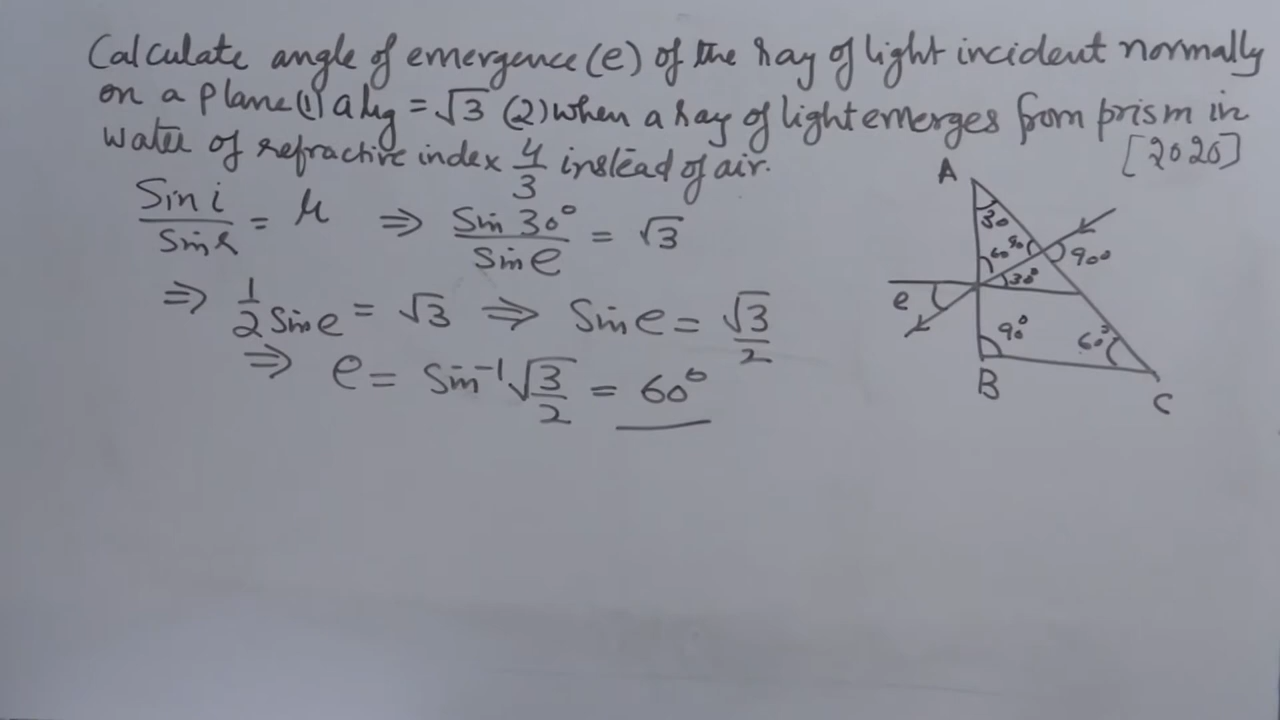 Calculate angle of emergence (e) of the ray of light incident normally
on a plane (1) aμg = √3 (2) when a ray of light emerges from prism in
water of refractive index 4/3 instead of air.
[2020]
Sin i / Sin r = μ ⇒ Sin 30° / Sin e = √3
⇒ 1/2 Sin e = √3 ⇒ Sin e = √3/2
⇒ e = Sin⁻¹ √3/2 = 60°
A
30
60° 90
90°
30°
e
90°
60°
B
C